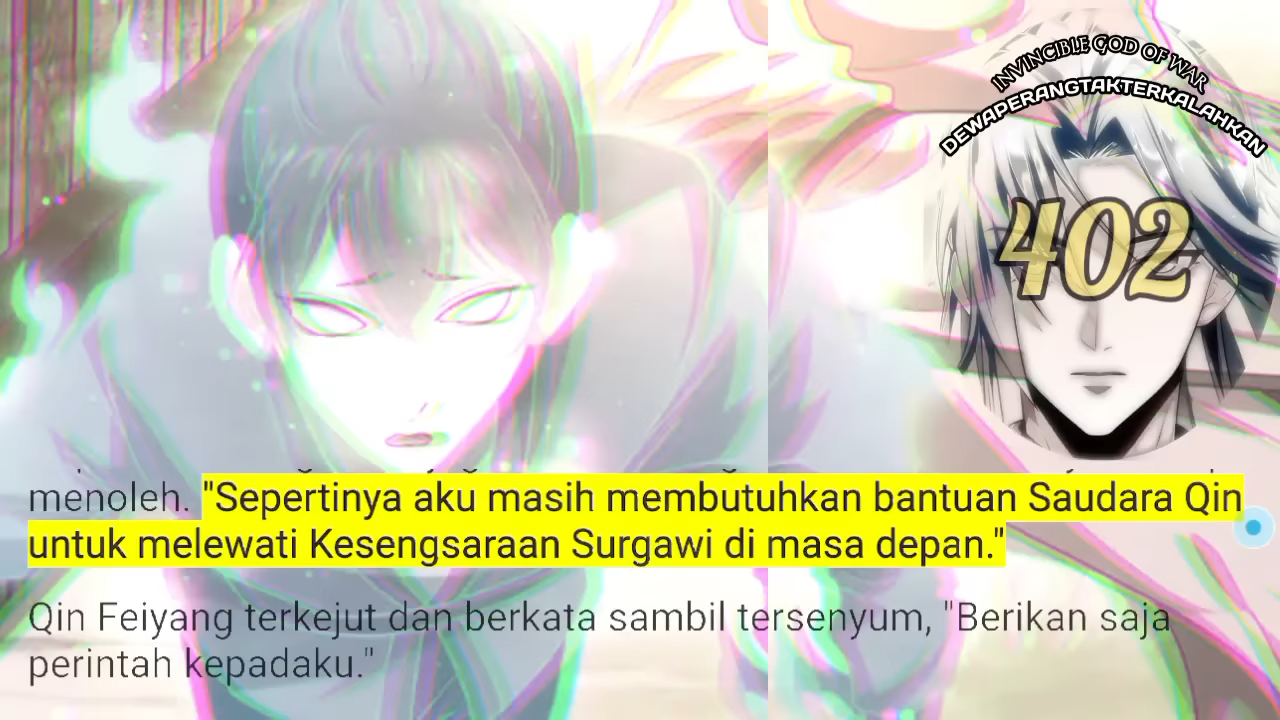 INVINCIBLE GOD OF WAR
DEWAPERANGTAKTERKALAHKAN
402
menoleh. "Sepertinya aku masih membutuhkan bantuan Saudara Qin
untuk melewati Kesengsaraan Surgawi di masa depan."
Qin Feiyang terkejut dan berkata sambil tersenyum, "Berikan saja
perintah kepadaku."